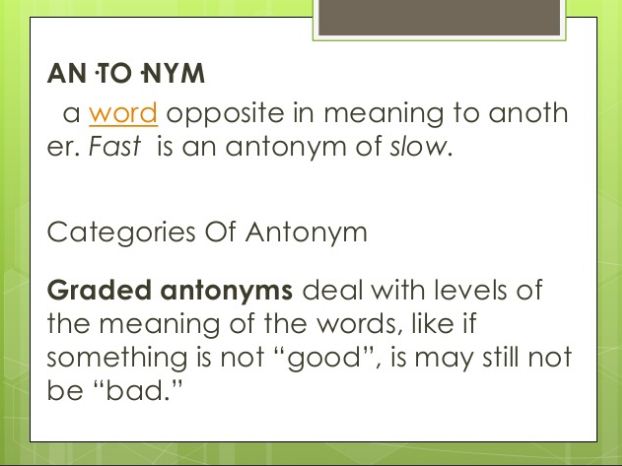 AN ·TO ·NYM
a word opposite in meaning to anoth
er. Fast is an antonym of slow.
Categories Of Antonym
Graded antonyms deal with levels of
the meaning of the words, like if
something is not “good”, is may still not
be “bad.”